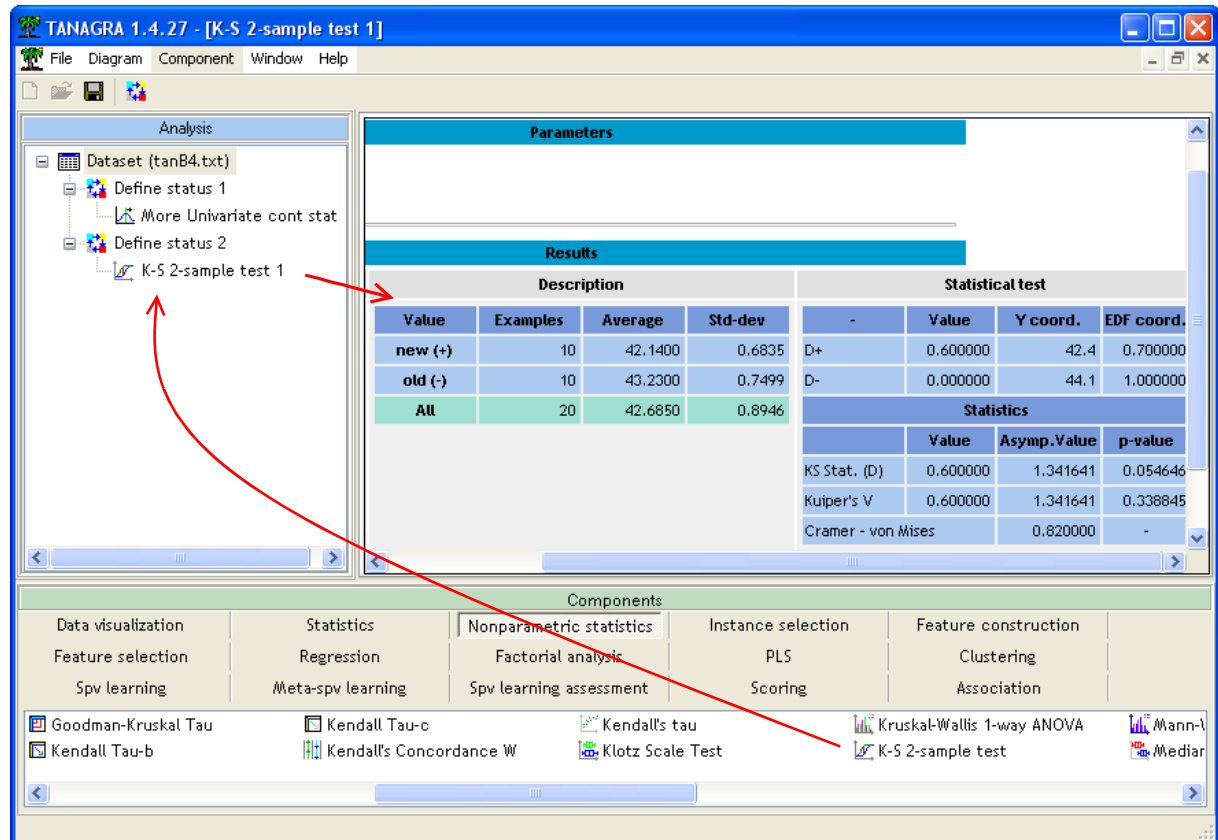 TANAGRA 1.4.27 - [K-S 2-sample test 1]
File Diagram Component Window Help
Analysis
Dataset (tanB4.txt)
Define status 1
More Univariate cont stat
Define status 2
K-S 2-sample test 1
Parameters
Results
Description Statistical test
Value Examples Average Std-dev - Value Y coord. EDF coord.
new (+) 10 42.1400 0.6835 D+ 0.600000 42.4 0.700000
old (-) 10 43.2300 0.7499 D- 0.000000 44.1 1.000000
All 20 42.6850 0.8946 Statistics
Value Asymp.Value p-value
KS Stat. (D) 0.600000 1.341641 0.054646
Kuiper's V 0.600000 1.341641 0.338845
Cramer - von Mises 0.820000 -
Components
Data visualization Statistics Nonparametric statistics Instance selection Feature construction
Feature selection Regression Factorial analysis PLS Clustering
Spv learning Meta-spv learning Spv learning assessment Scoring Association
Goodman-Kruskal Tau Kendall Tau-c Kendall's tau Kruskal-Wallis 1-way ANOVA Mann-
Kendall Tau-b Kendall's Concordance W Klotz Scale Test K-S 2-sample test Median